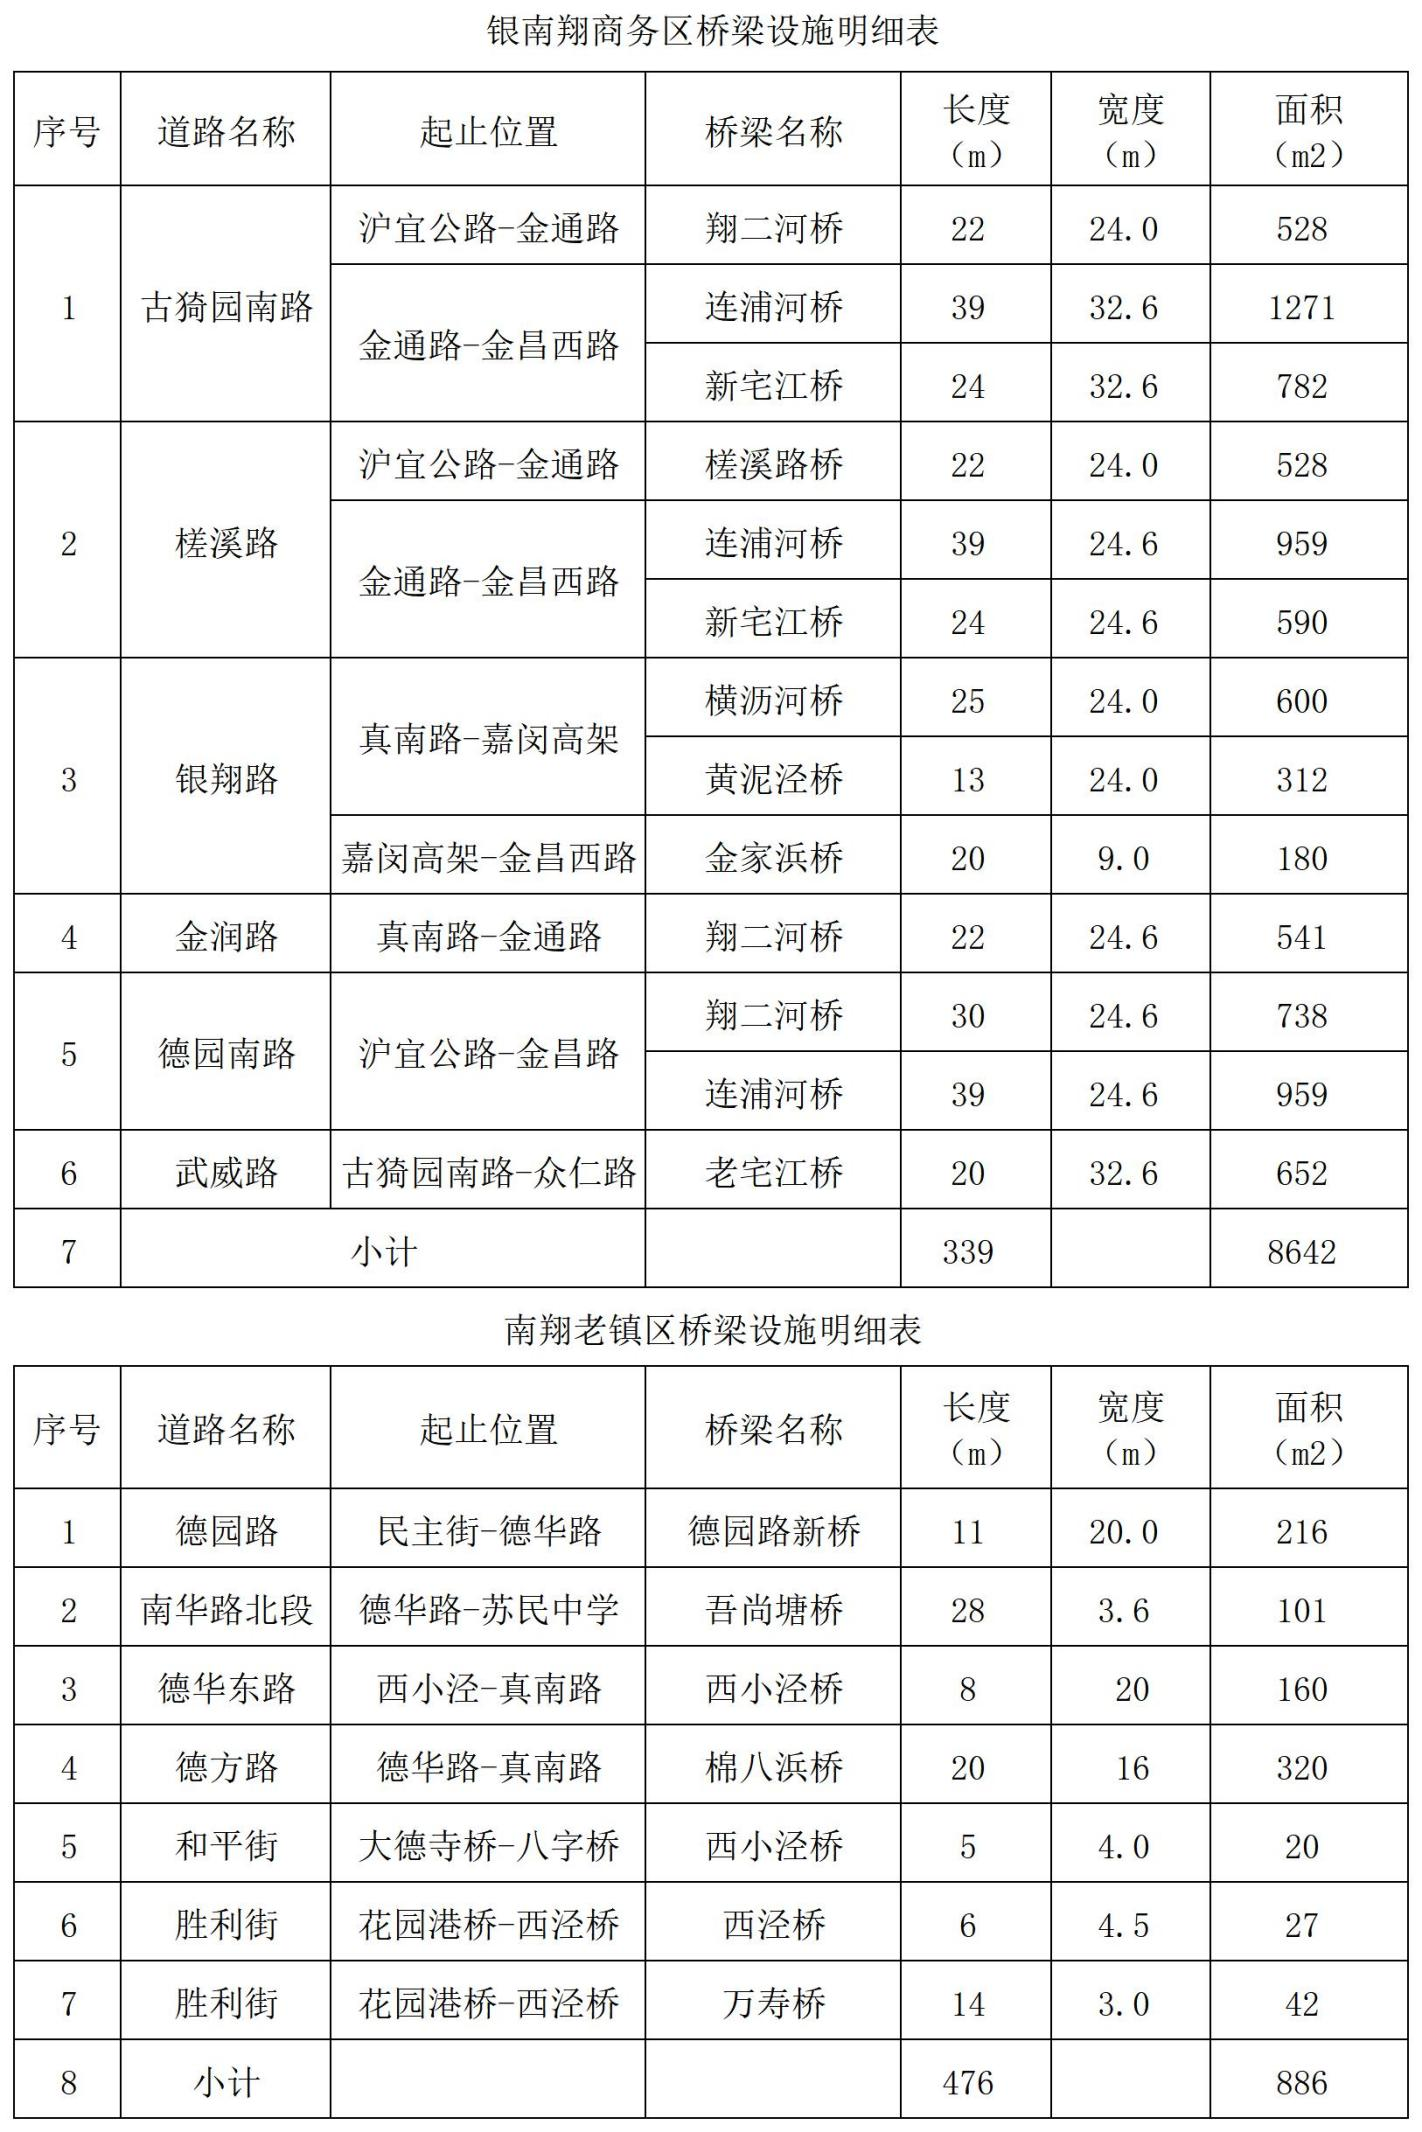 银南翔商务区桥梁设施明细表
序号 道路名称 起止位置 桥梁名称 长度（m） 宽度（m） 面积（m2）
1 古猗园南路 沪宜公路-金通路 翔二河桥 22 24.0 528
金通路-金昌西路 连浦河桥 39 32.6 1271
新宅江桥 24 32.6 782
2 槎溪路 沪宜公路-金通路 槎溪路桥 22 24.0 528
金通路-金昌西路 连浦河桥 39 24.6 959
新宅江桥 24 24.6 590
3 银翔路 真南路-嘉闵高架 横沥河桥 25 24.0 600
黄泥泾桥 13 24.0 312
嘉闵高架-金昌西路 金家浜桥 20 9.0 180
4 金润路 真南路-金通路 翔二河桥 22 24.6 541
5 德园南路 沪宜公路-金昌路 翔二河桥 30 24.6 738
连浦河桥 39 24.6 959
6 武威路 古猗园南路-众仁路 老宅江桥 20 32.6 652
7 小计 339 8642
南翔老镇区桥梁设施明细表
序号 道路名称 起止位置 桥梁名称 长度（m） 宽度（m） 面积（m2）
1 德园路 民主街-德华路 德园路新桥 11 20.0 216
2 南华路北段 德华路-苏民中学 吾尚塘桥 28 3.6 101
3 德华东路 西小泾-真南路 西小泾桥 8 20 160
4 德方路 德华路-真南路 棉八浜桥 20 16 320
5 和平街 大德寺桥-八字桥 西小泾桥 5 4.0 20
6 胜利街 花园港桥-西泾桥 西泾桥 6 4.5 27
7 胜利街 花园港桥-西泾桥 万寿桥 14 3.0 42
8 小计 476 886